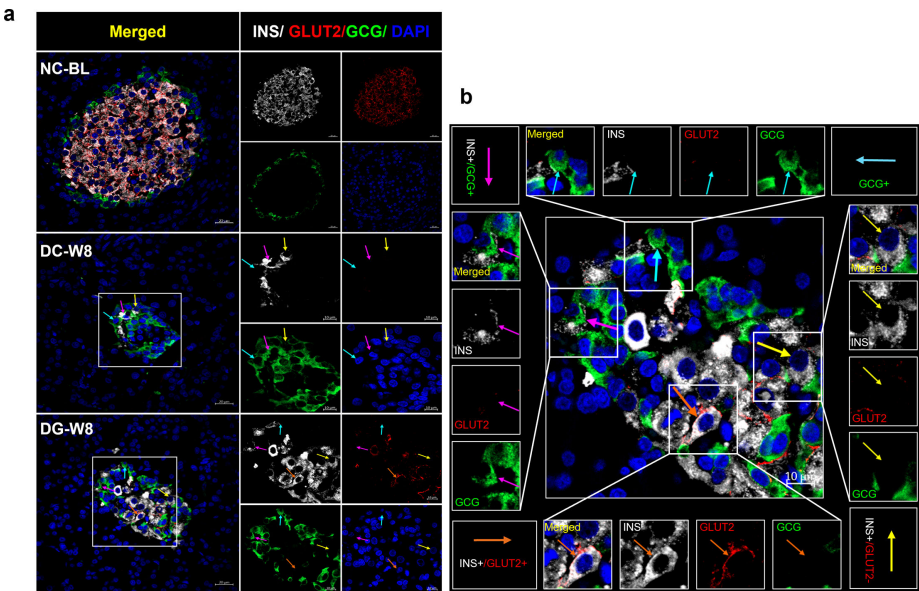 a
Merged
INS/ GLUT2/GCG/ DAPI
NC-BL
DC-W8
DG-W8
b
INS+/GCG+
Merged
INS
GLUT2
GCG
GCG+
Merged
INS
GLUT2
GCG
Merged
INS
GLUT2
GCG
10 µm
INS+/GLUT2+
Merged
INS
GLUT2
GCG
INS+/GLUT2-